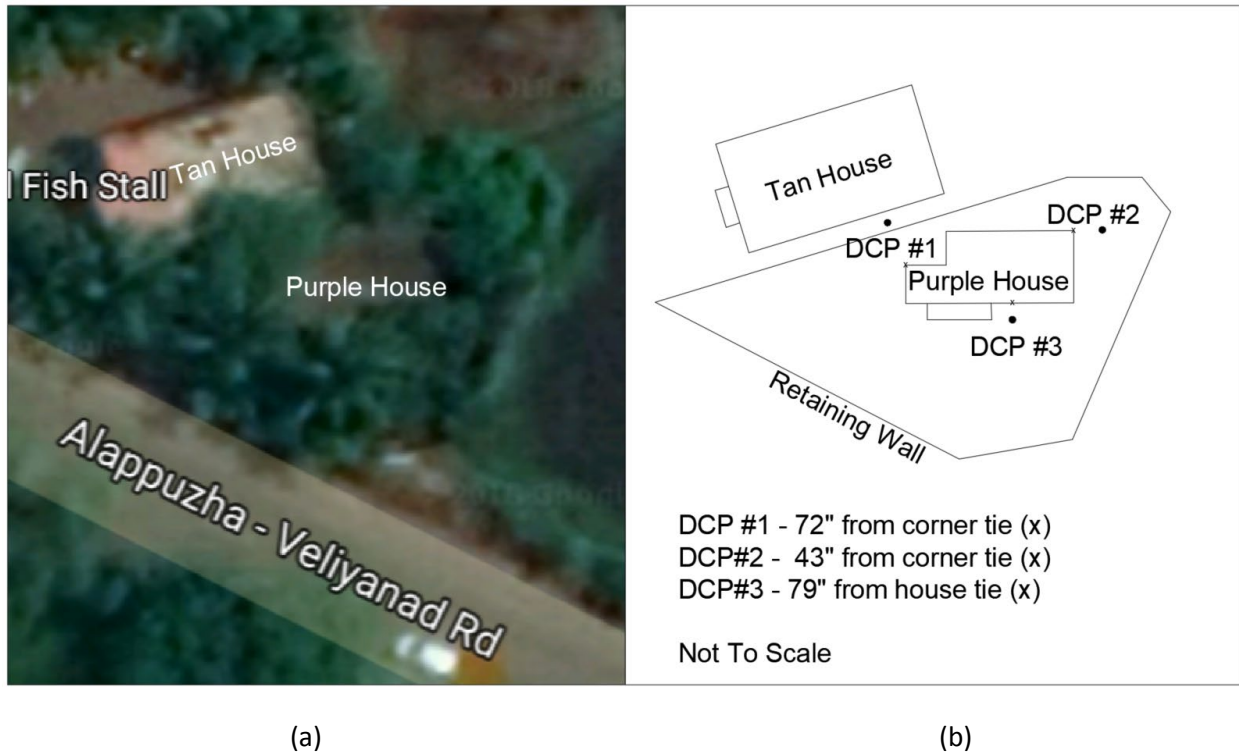 Tan House
l Fish Stall
Purple House
Alappuzha - Veliyanad Rd
Tan House
DCP #2
DCP #1
Purple House
DCP #3
Retaining Wall
DCP #1 - 72" from corner tie (x)
DCP#2 - 43" from corner tie (x)
DCP#3 - 79" from house tie (x)
Not To Scale
(a)
(b)